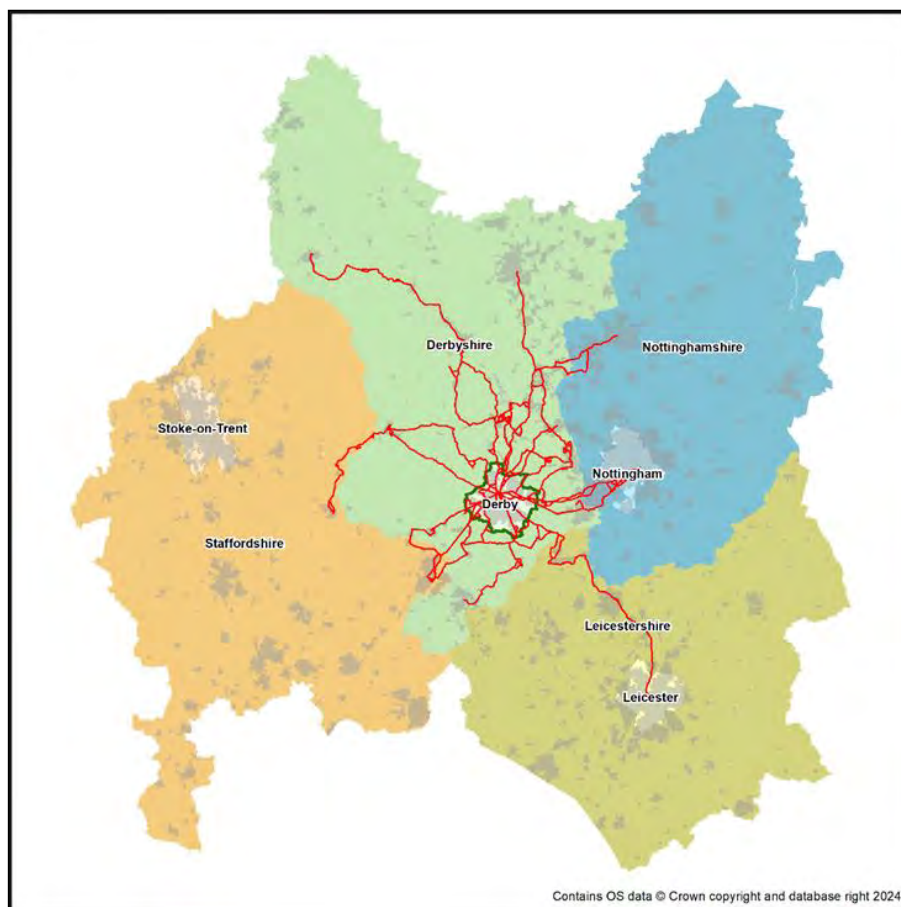 Derbyshire
Nottinghamshire
Stoke-on-Trent
Nottingham
Derby
Staffordshire
Leicestershire
Leicester
Contains OS data © Crown copyright and database right 2024